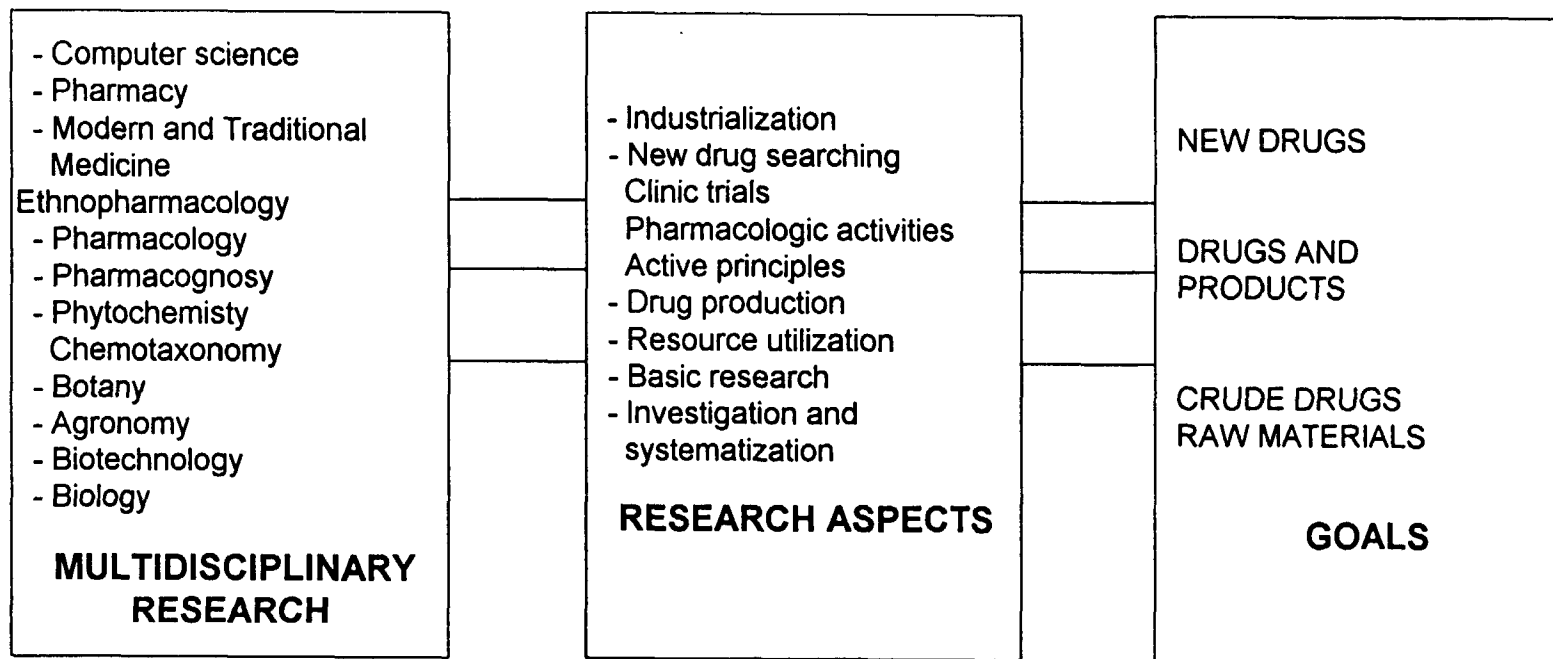 - Computer science
- Pharmacy
- Modern and Traditional
Medicine
Ethnopharmacology
- Pharmacology
- Pharmacognosy
- Phytochemisty
Chemotaxonomy
- Botany
- Agronomy
- Biotechnology
- Biology
MULTIDISCIPLINARY
RESEARCH
- Industrialization
- New drug searching
Clinic trials
Pharmacologic activities
Active principles
- Drug production
- Resource utilization
- Basic research
- Investigation and
systematization
RESEARCH ASPECTS
NEW DRUGS
DRUGS AND
PRODUCTS
CRUDE DRUGS
RAW MATERIALS
GOALS